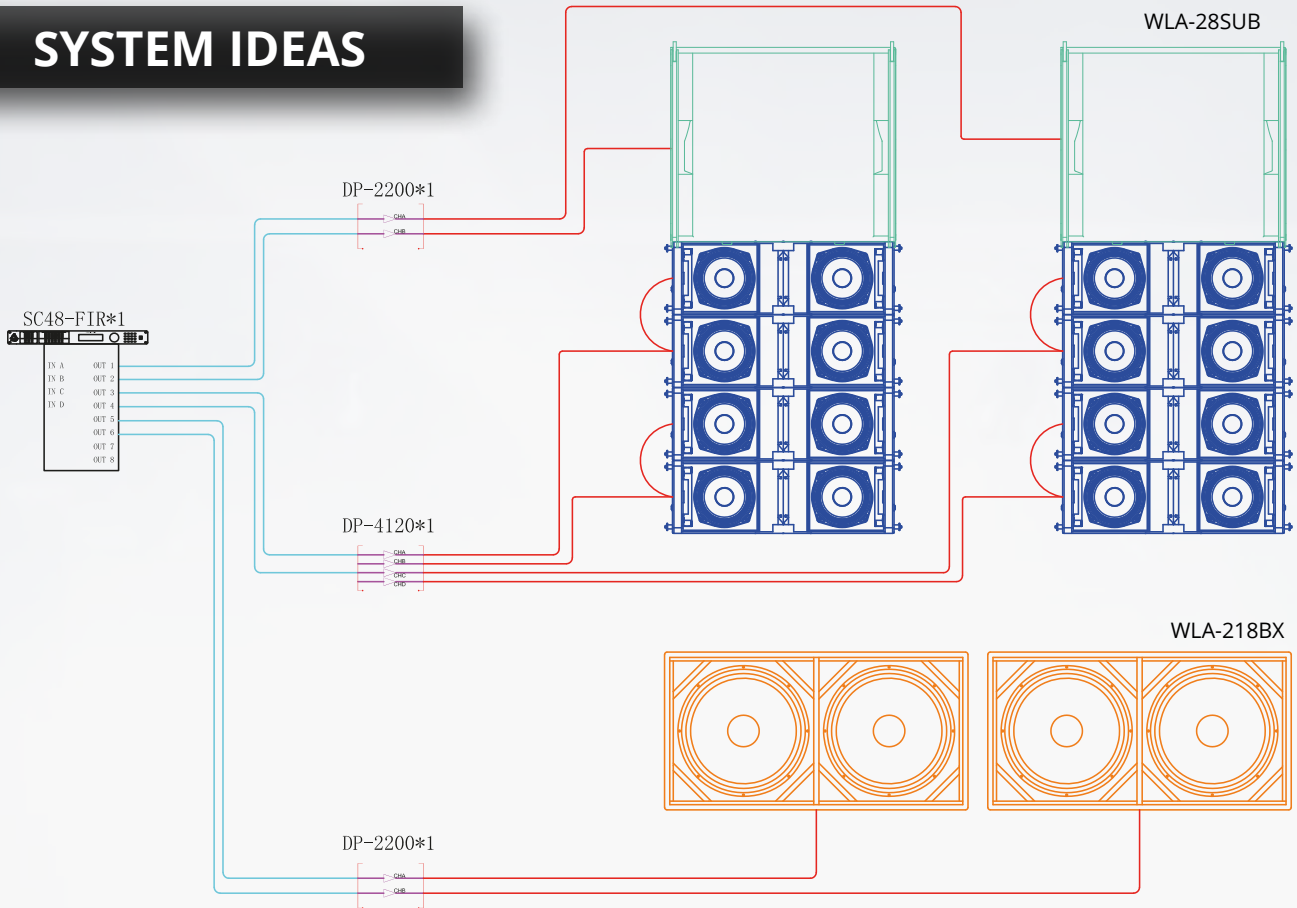 SYSTEM IDEAS
WLA-28SUB
DP-2200*1
CHA
CHB
SC48-FIR*1
IN A OUT 1
IN B OUT 2
IN C OUT 3
IN D OUT 4
OUT 5
OUT 6
OUT 7
OUT 8
DP-4120*1
CHA
CHB
CHC
CHD
WLA-218BX
DP-2200*1
CHA
CHB